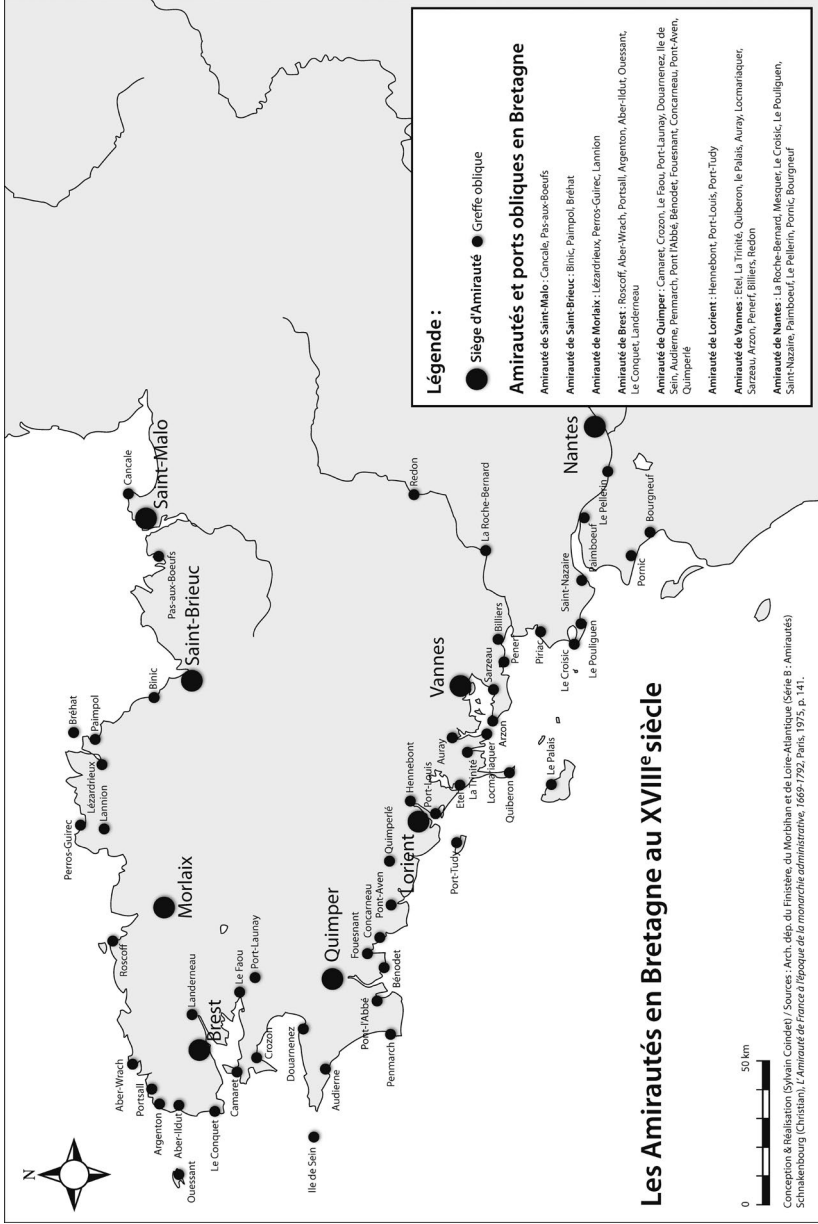 N
Perros-Guirec
Bréhat
Paimpol
Lézardrieux
Lannion
Binic
Saint-Brieuc
Pas-aux-Boeufs
Cancale
Saint-Malo
Roscoff
Morlaix
Aber-Wrach
Portsall
Argenton
Aber-Ildut
Ouessant
Le Conquet
Landerneau
Brest
Camaret
Le Faou
Port-Launay
Crozon
Douarnenez
Ile de Sein
Audierne
Quimper
Fouesnant
Concarneau
Pont-Aven
Quimperlé
Pont-l'Abbé
Bénodet
Penmarch
Lorient
Hennebont
Port-Louis
Port-Tudy
Etel
Auray
La Trinité
Locmariaquer
Quiberon
Arzon
Vannes
Sarzeau
Billiers
Penerf
Le Palais
Redon
La Roche-Bernard
Piriac
Le Croisic
Le Pouliguen
Saint-Nazaire
Paimboeuf
Le Pellerin
Nantes
Pornic
Bourgneuf
Légende :
Siège d'Amirauté
Greffe oblique
Amirautés et ports obliques en Bretagne
Amirauté de Saint-Malo : Cancale, Pas-aux-Boeufs
Amirauté de Saint-Brieuc : Binic, Paimpol, Bréhat
Amirauté de Morlaix : Lézardrieux, Perros-Guirec, Lannion
Amirauté de Brest : Roscoff, Aber-Wrach, Portsall, Argenton, Aber-Ildut, Ouessant,
Le Conquet, Landerneau
Amirauté de Quimper : Camaret, Crozon, Le Faou, Port-Launay, Douarnenez, Ile de
Sein, Audierne, Penmarch, Pont l'Abbé, Bénodet, Fouesnant, Concarneau, Pont-Aven,
Quimperlé
Amirauté de Lorient : Hennebont, Port-Louis, Port-Tudy
Amirauté de Vannes : Etel, La Trinité, Quiberon, le Palais, Auray, Locmariaquer,
Sarzeau, Arzon, Penerf, Billiers, Redon
Amirauté de Nantes : La Roche-Bernard, Mesquer, Le Croisic, Le Pouliguen,
Saint-Nazaire, Paimboeuf, Le Pellerin, Pornic, Bourgneuf
Les Amirautés en Bretagne au XVIIIe siècle
0 50 km
Conception & Réalisation (Sylvain Coindet) / Sources : Arch. dép. du Finistère, du Morbihan et de Loire-Atlantique (Série B : Amirautés)
Schnakenbourg (Christian), L'Amirauté de France à l'époque de la monarchie administrative, 1669-1792, Paris, 1975, p. 141.